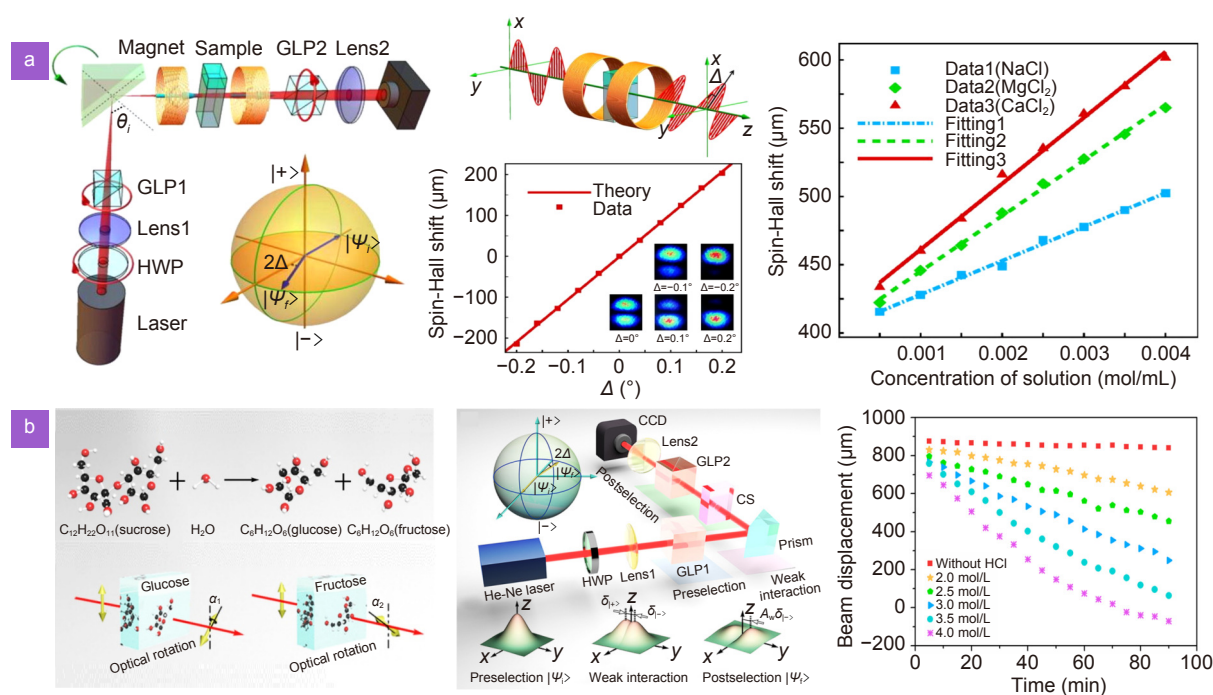 a
Magnet
Sample
GLP2
Lens2
θi
GLP1
Lens1
HWP
Laser
|+>
|Ψi>
2Δ
|Ψf>
|−>
x
y
x
Δ
y
z
Spin-Hall shift (μm)
200
100
0
−100
−200
Theory
Data
Δ=−0.1°
Δ=−0.2°
Δ=0°
Δ=0.1°
Δ=0.2°
−0.2
−0.1
0
0.1
0.2
Δ (°)
Spin-Hall shift (μm)
600
550
500
450
400
Data1(NaCl)
Data2(MgCl₂)
Data3(CaCl₂)
Fitting1
Fitting2
Fitting3
0.001
0.002
0.003
0.004
Concentration of solution (mol/mL)
b
+
+
C₁₂H₂₂O₁₁(sucrose)
H₂O
C₆H₁₂O₆(glucose)
C₆H₁₂O₆(fructose)
Glucose
α₁
Optical rotation
Fructose
α₂
Optical rotation
|+>
2Δ
|Ψf>
|Ψi>
|−>
CCD
Lens2
GLP2
Postselection
CS
Prism
He-Ne laser
HWP
Lens1
GLP1
Preselection
Weak
interaction
z
x
y
Preselection |Ψi>
δ|+>
z
δ|−>
x
y
Weak interaction
z
Awδ|−>
x
y
Postselection |Ψf>
Beam displacement (μm)
1000
800
600
400
200
0
−200
Without HCl
2.0 mol/L
2.5 mol/L
3.0 mol/L
3.5 mol/L
4.0 mol/L
0
20
40
60
80
100
Time (min)